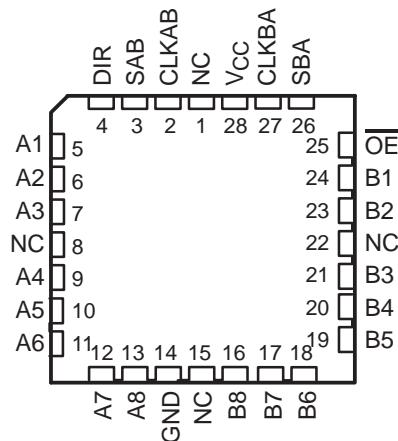 DIR SAB CLKAB NC VCC CLKBA SBA
4 3 2 1 28 27 26
A1 5 25 OE
A2 6 24 B1
A3 7 23 B2
NC 8 22 NC
A4 9 21 B3
A5 10 20 B4
A6 11 19 B5
12 13 14 15 16 17 18
A7 A8 GND NC B8 B7 B6